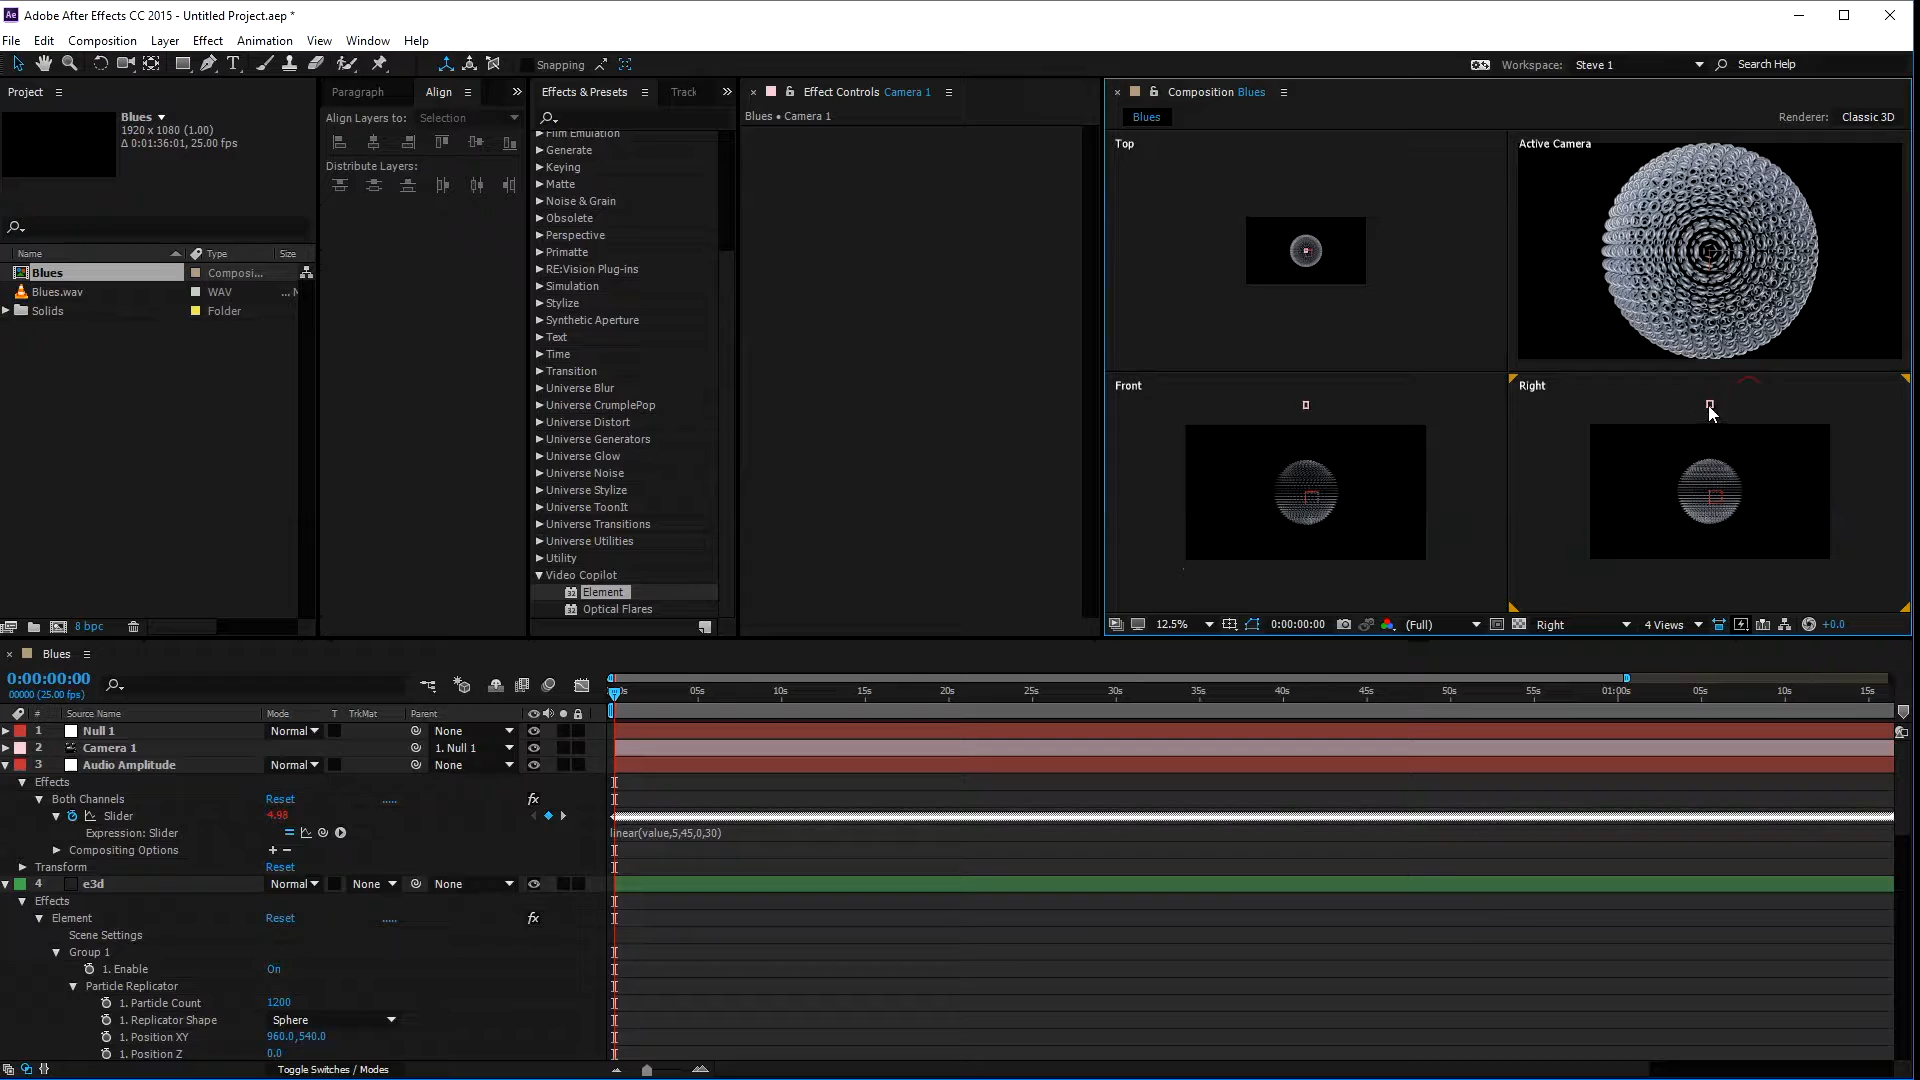 Adobe After Effects CC 2015 - Untitled Project.aep *
File Edit Composition Layer Effect Animation View Window Help
Snapping
Workspace: Steve 1
Search Help
Project
Blues
1920 x 1080 (1.00)
Δ 0:01:36:01, 25.00 fps
Name Type Size
Blues Composi...
Blues.wav WAV ... M
Solids Folder
8 bpc
Paragraph Align
Align Layers to: Selection
Distribute Layers:
Effects & Presets Track
Film Emulation
Generate
Keying
Matte
Noise & Grain
Obsolete
Perspective
Primatte
RE:Vision Plug-ins
Simulation
Stylize
Synthetic Aperture
Text
Time
Transition
Universe Blur
Universe CrumplePop
Universe Distort
Universe Generators
Universe Glow
Universe Noise
Universe Stylize
Universe ToonIt
Universe Transitions
Universe Utilities
Utility
Video Copilot
Element
Optical Flares
Effect Controls Camera 1
Blues • Camera 1
Composition Blues
Blues
Renderer: Classic 3D
Top
Active Camera
Front
Right
12.5% 0:00:00:00 (Full) Right 4 Views +0.0
Blues
0:00:00:00
00000 (25.00 fps)
05s 10s 15s 20s 25s 30s 35s 40s 45s 50s 55s 01:00s 05s 10s 15s
# Source Name Mode T TrkMat Parent
1 Null 1 Normal None
2 Camera 1 1. Null 1
3 Audio Amplitude Normal None
Effects
Both Channels Reset ..... fx
Slider 4.98
Expression: Slider linear(value,5,45,0,30)
Compositing Options + −
Transform Reset
4 e3d Normal None None
Effects
Element Reset ..... fx
Scene Settings
Group 1
1. Enable On
Particle Replicator
1. Particle Count 1200
1. Replicator Shape Sphere
1. Position XY 960.0,540.0
1. Position Z 0.0
Toggle Switches / Modes